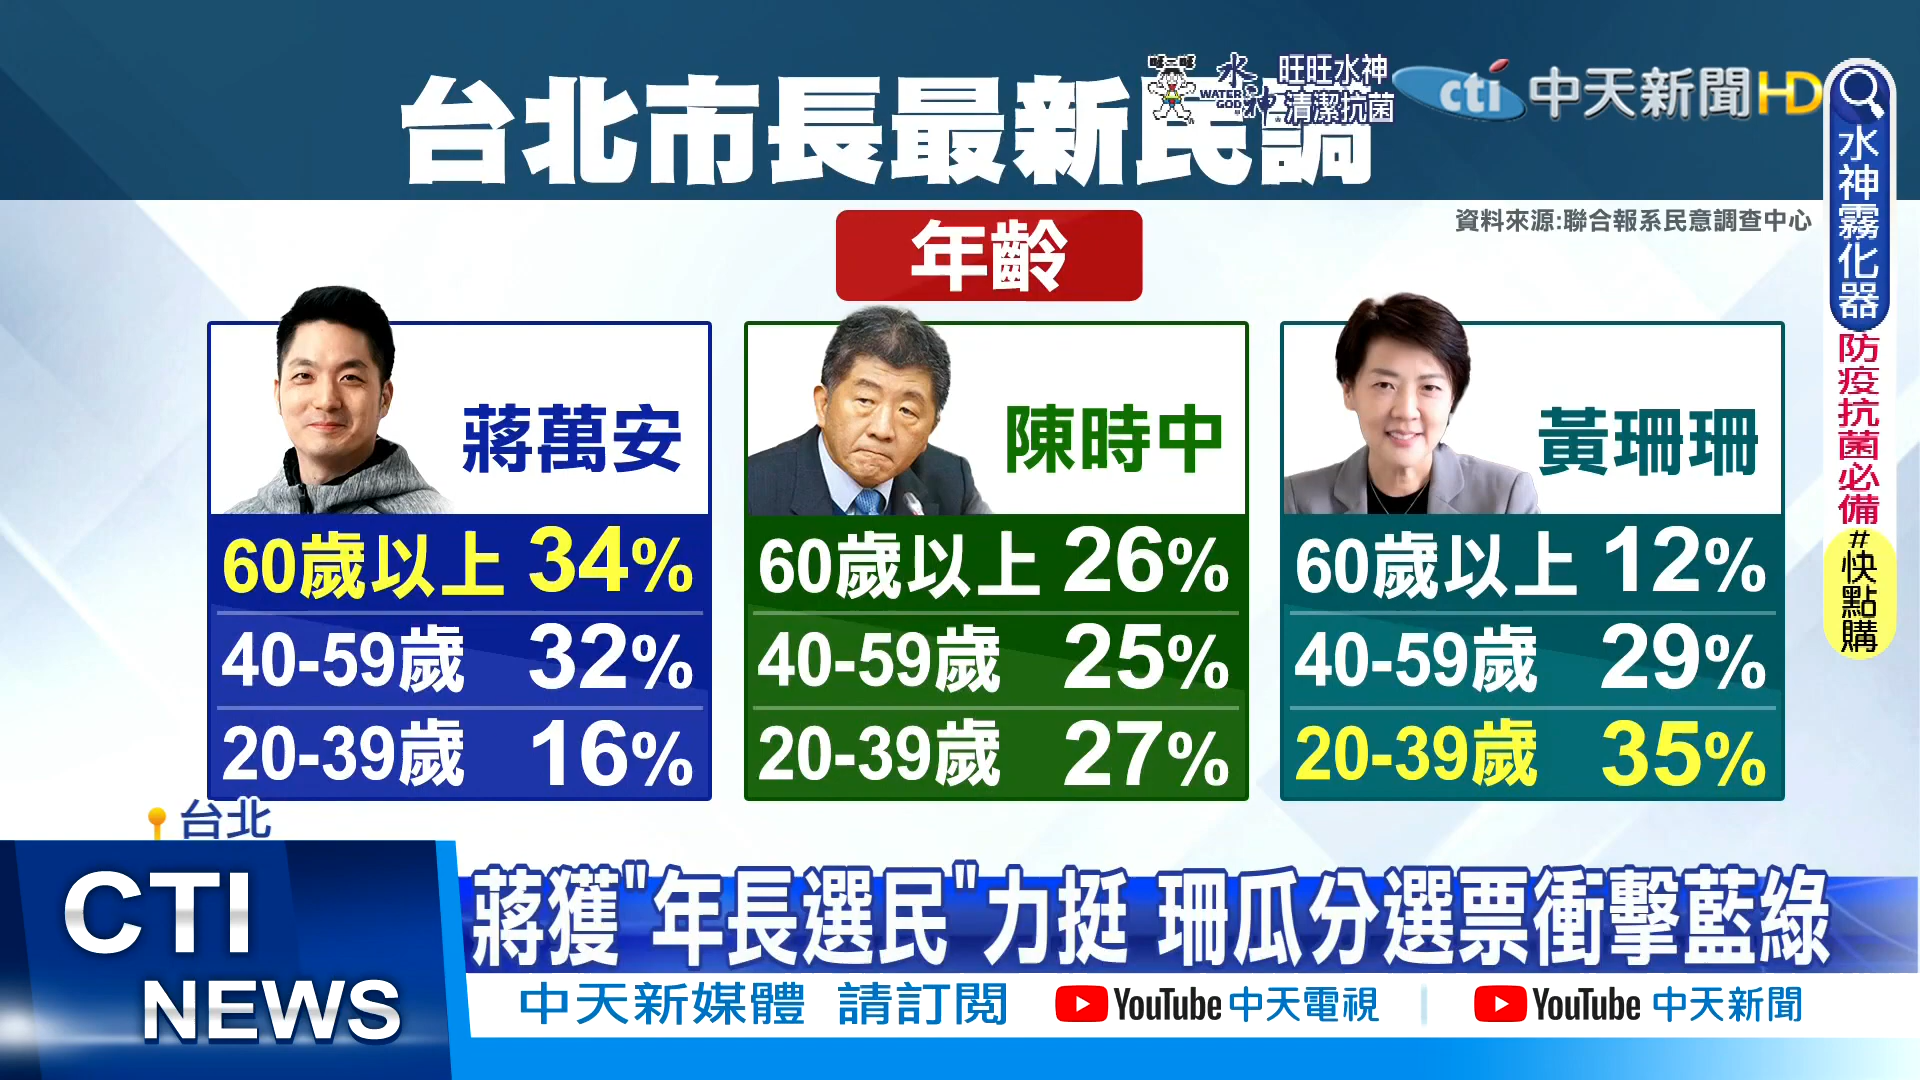 台北市長最新民調
旺旺水神
WATER GOD 水神 清潔抗菌
cti 中天新聞HD
年齡
資料來源:聯合報系民意調查中心
蔣萬安
60歲以上 34%
40-59歲 32%
20-39歲 16%
陳時中
60歲以上 26%
40-59歲 25%
20-39歲 27%
黃珊珊
60歲以上 12%
40-59歲 29%
20-39歲 35%
水神霧化器
防疫抗菌必備
#快點購
台北
CTI
NEWS
蔣獲"年長選民"力挺 珊瓜分選票衝擊藍綠
中天新媒體 請訂閱 YouTube 中天電視 | YouTube 中天新聞